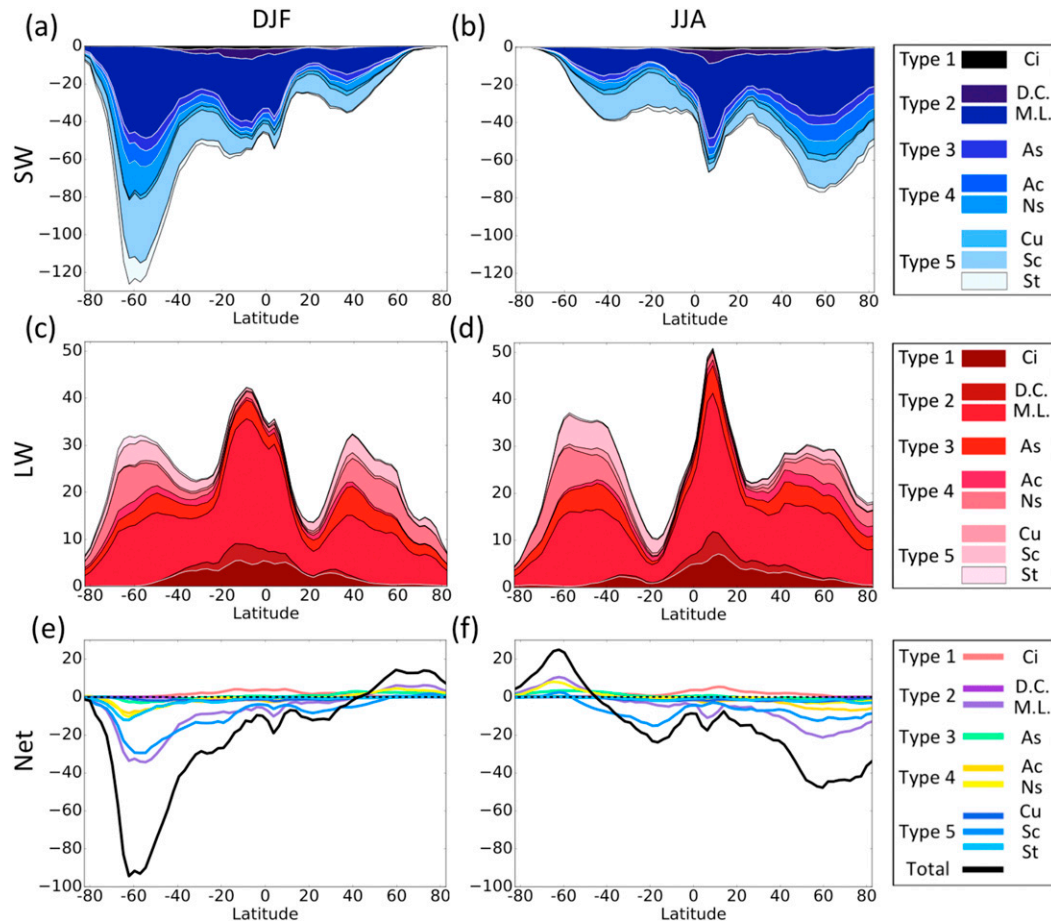 DJF
JJA
(a)
(b)
SW
0
−20
−40
−60
−80
−100
−120
-80 -60 -40 -20 0 20 40 60 80
Latitude
0
−20
−40
−60
−80
−100
−120
-80 -60 -40 -20 0 20 40 60 80
Latitude
Type 1 Ci
Type 2 D.C.
M.L.
Type 3 As
Type 4 Ac
Ns
Type 5 Cu
Sc
St
(c)
(d)
LW
50
40
30
20
10
0
-80 -60 -40 -20 0 20 40 60 80
Latitude
50
40
30
20
10
0
-80 -60 -40 -20 0 20 40 60 80
Latitude
Type 1 Ci
Type 2 D.C.
M.L.
Type 3 As
Type 4 Ac
Ns
Type 5 Cu
Sc
St
(e)
(f)
Net
20
0
−20
−40
−60
−80
−100
-80 -60 -40 -20 0 20 40 60 80
Latitude
20
0
−20
−40
−60
−80
−100
-80 -60 -40 -20 0 20 40 60 80
Latitude
Type 1 Ci
Type 2 D.C.
M.L.
Type 3 As
Type 4 Ac
Ns
Type 5 Cu
Sc
St
Total